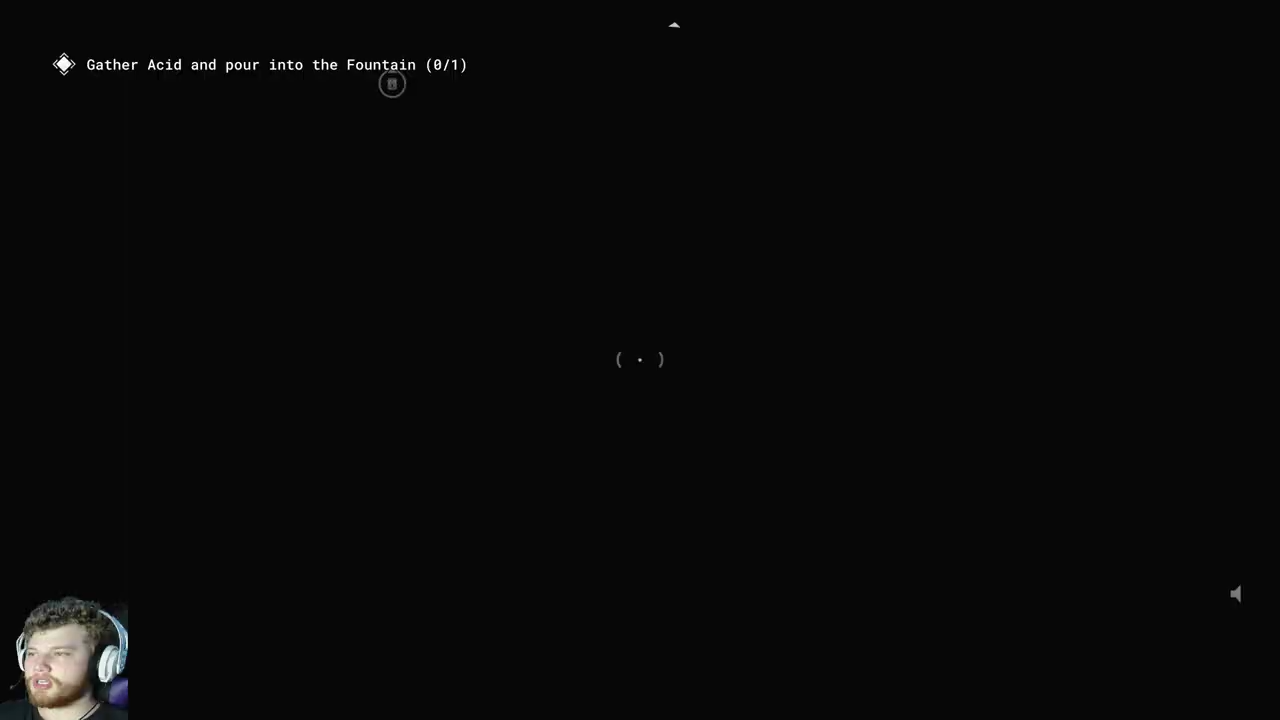 Gather Acid and pour into the Fountain (0/1)